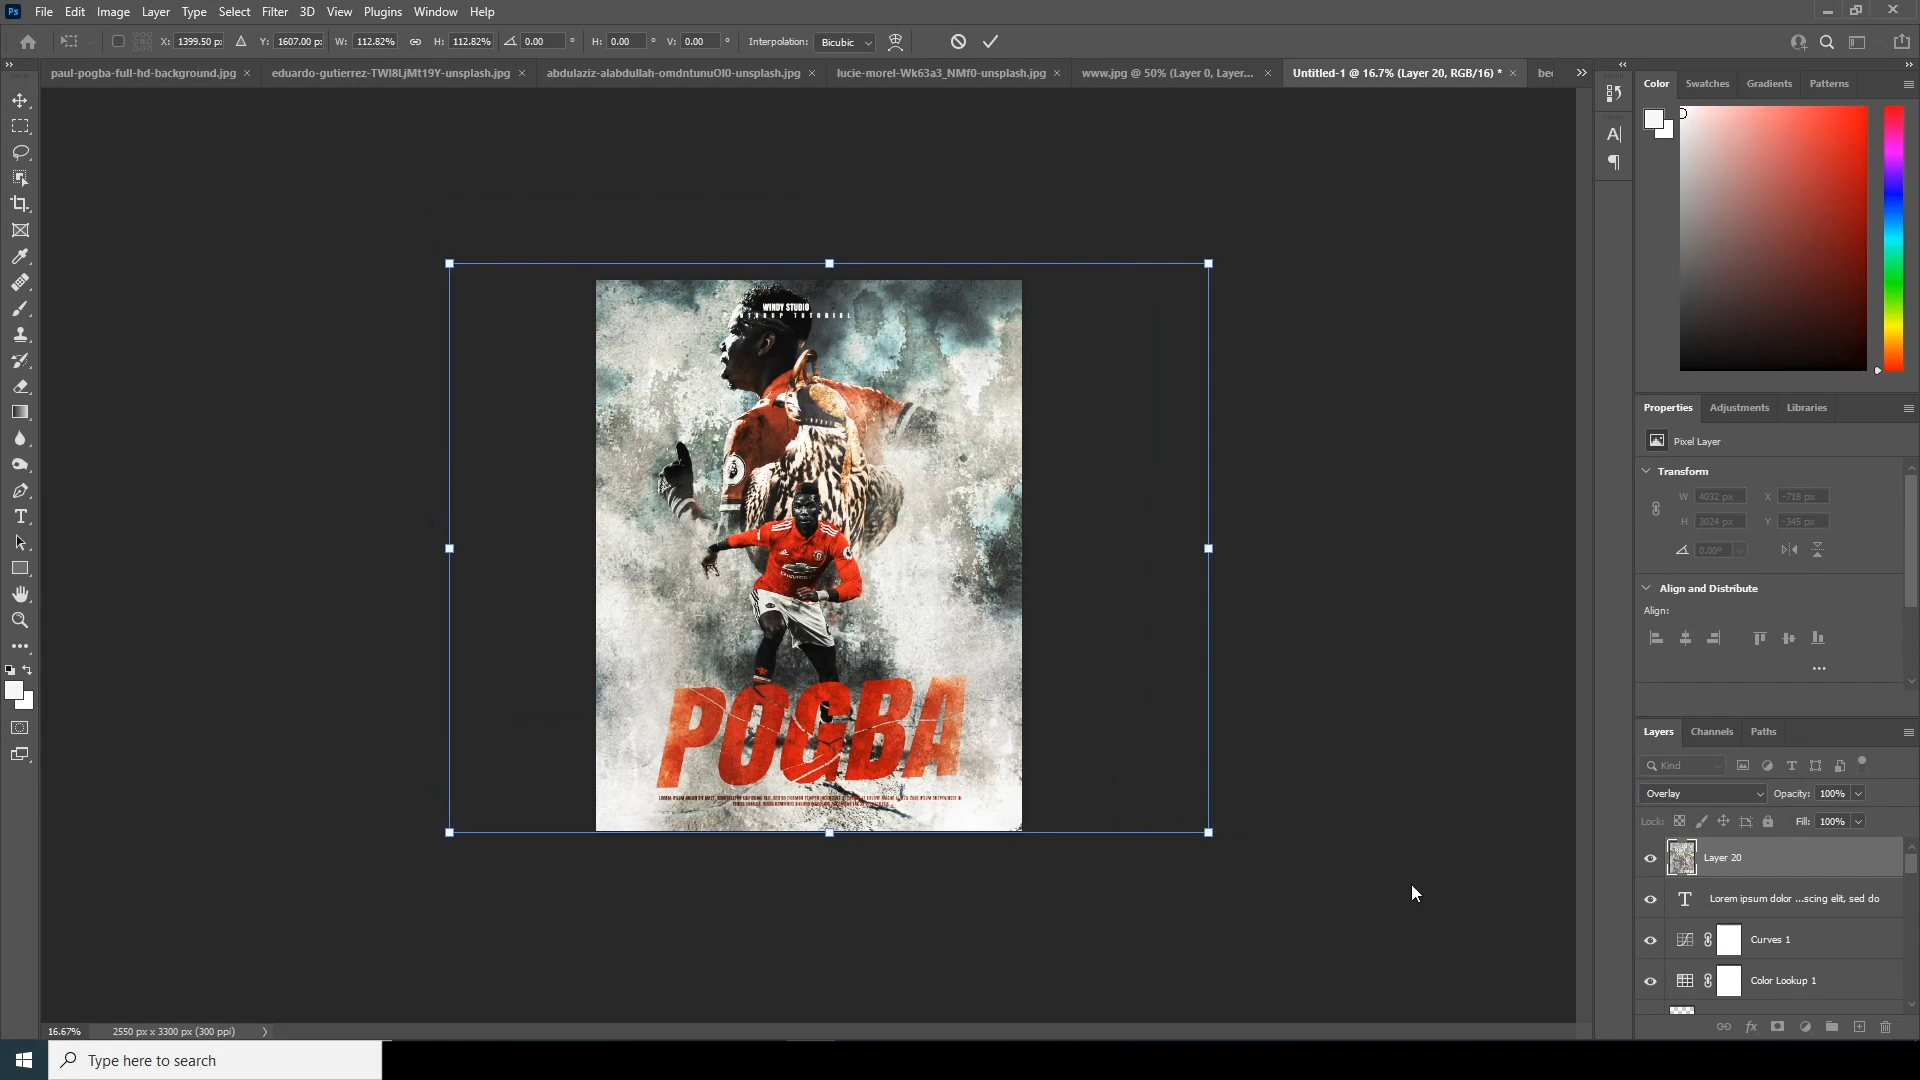 Ps File Edit Image Layer Type Select Filter 3D View Plugins Window Help
X: 1399.50 p: Y: 1607.00 p: W: 112.82% H: 112.82% 0.00 ° H: 0.00 ° V: 0.00 ° Interpolation: Bicubic
paul-pogba-full-hd-background.jpg × eduardo-gutierrez-TWl8LjMt19Y-unsplash.jpg × abdulaziz-alabdullah-omdntunuOI0-unsplash.jpg × lucie-morel-Wk63a3_NMf0-unsplash.jpg × www.jpg @ 50% (Layer 0, Layer... × Untitled-1 @ 16.7% (Layer 20, RGB/16) * ×
Color Swatches Gradients Patterns
WINDY STUDIO
TUTORIAL
POGBA
Properties Adjustments Libraries
Pixel Layer
Transform
W 4032 px X -718 px
H 3024 px Y -345 px
0.00°
Align and Distribute
Align:
Layers Channels Paths
Kind
Overlay Opacity: 100%
Lock: Fill: 100%
Layer 20
Lorem ipsum dolor ...scing elit, sed do
Curves 1
Color Lookup 1
16.67% 2550 px x 3300 px (300 ppi)
Type here to search